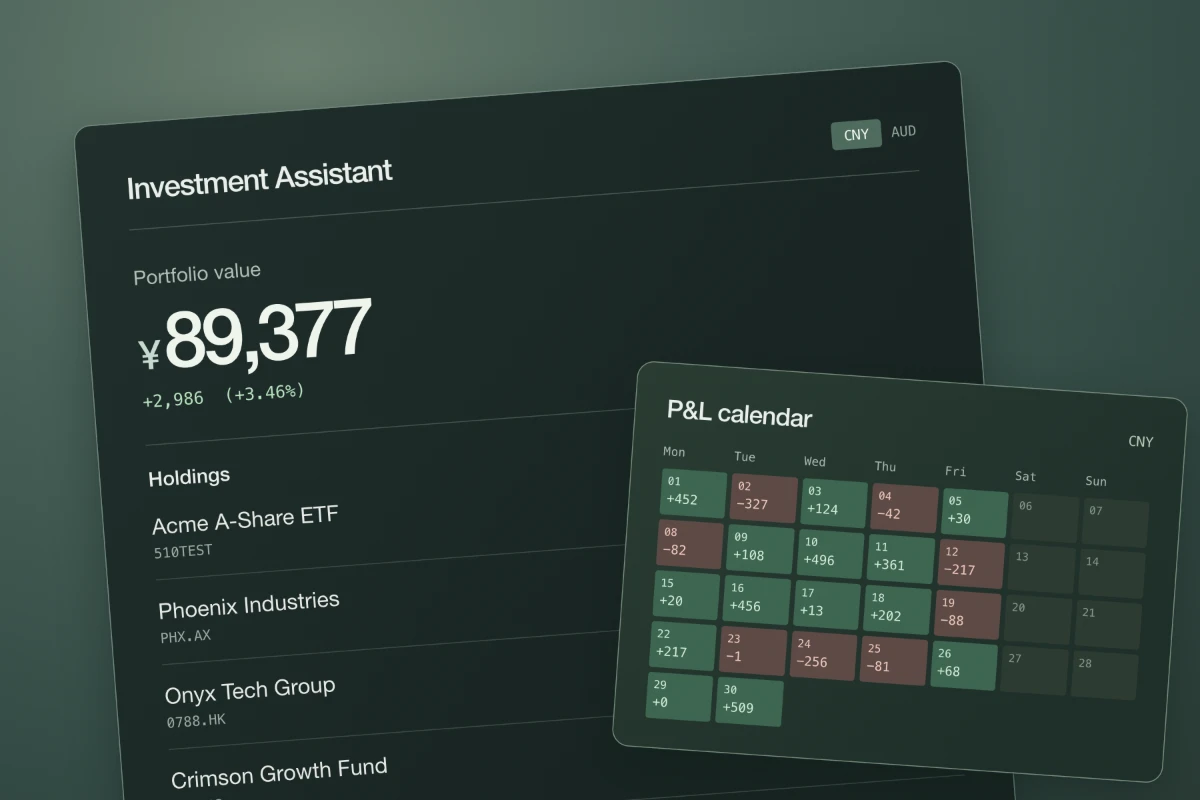 Investment Assistant
CNY AUD
Portfolio value
¥89,377
+2,986 (+3.46%)
Holdings
Acme A-Share ETF
510TEST
Phoenix Industries
PHX.AX
Onyx Tech Group
0788.HK
Crimson Growth Fund
P&L calendar
CNY
Mon Tue Wed Thu Fri Sat Sun
01 02 03 04 05 06 07
+452 −327 +124 −42 +30
08 09 10 11 12 13 14
−82 +108 +496 +361 −217
15 16 17 18 19 20 21
+20 +456 +13 +202 −88
22 23 24 25 26 27 28
+217 −1 −256 −81 +68
29 30
+0 +509